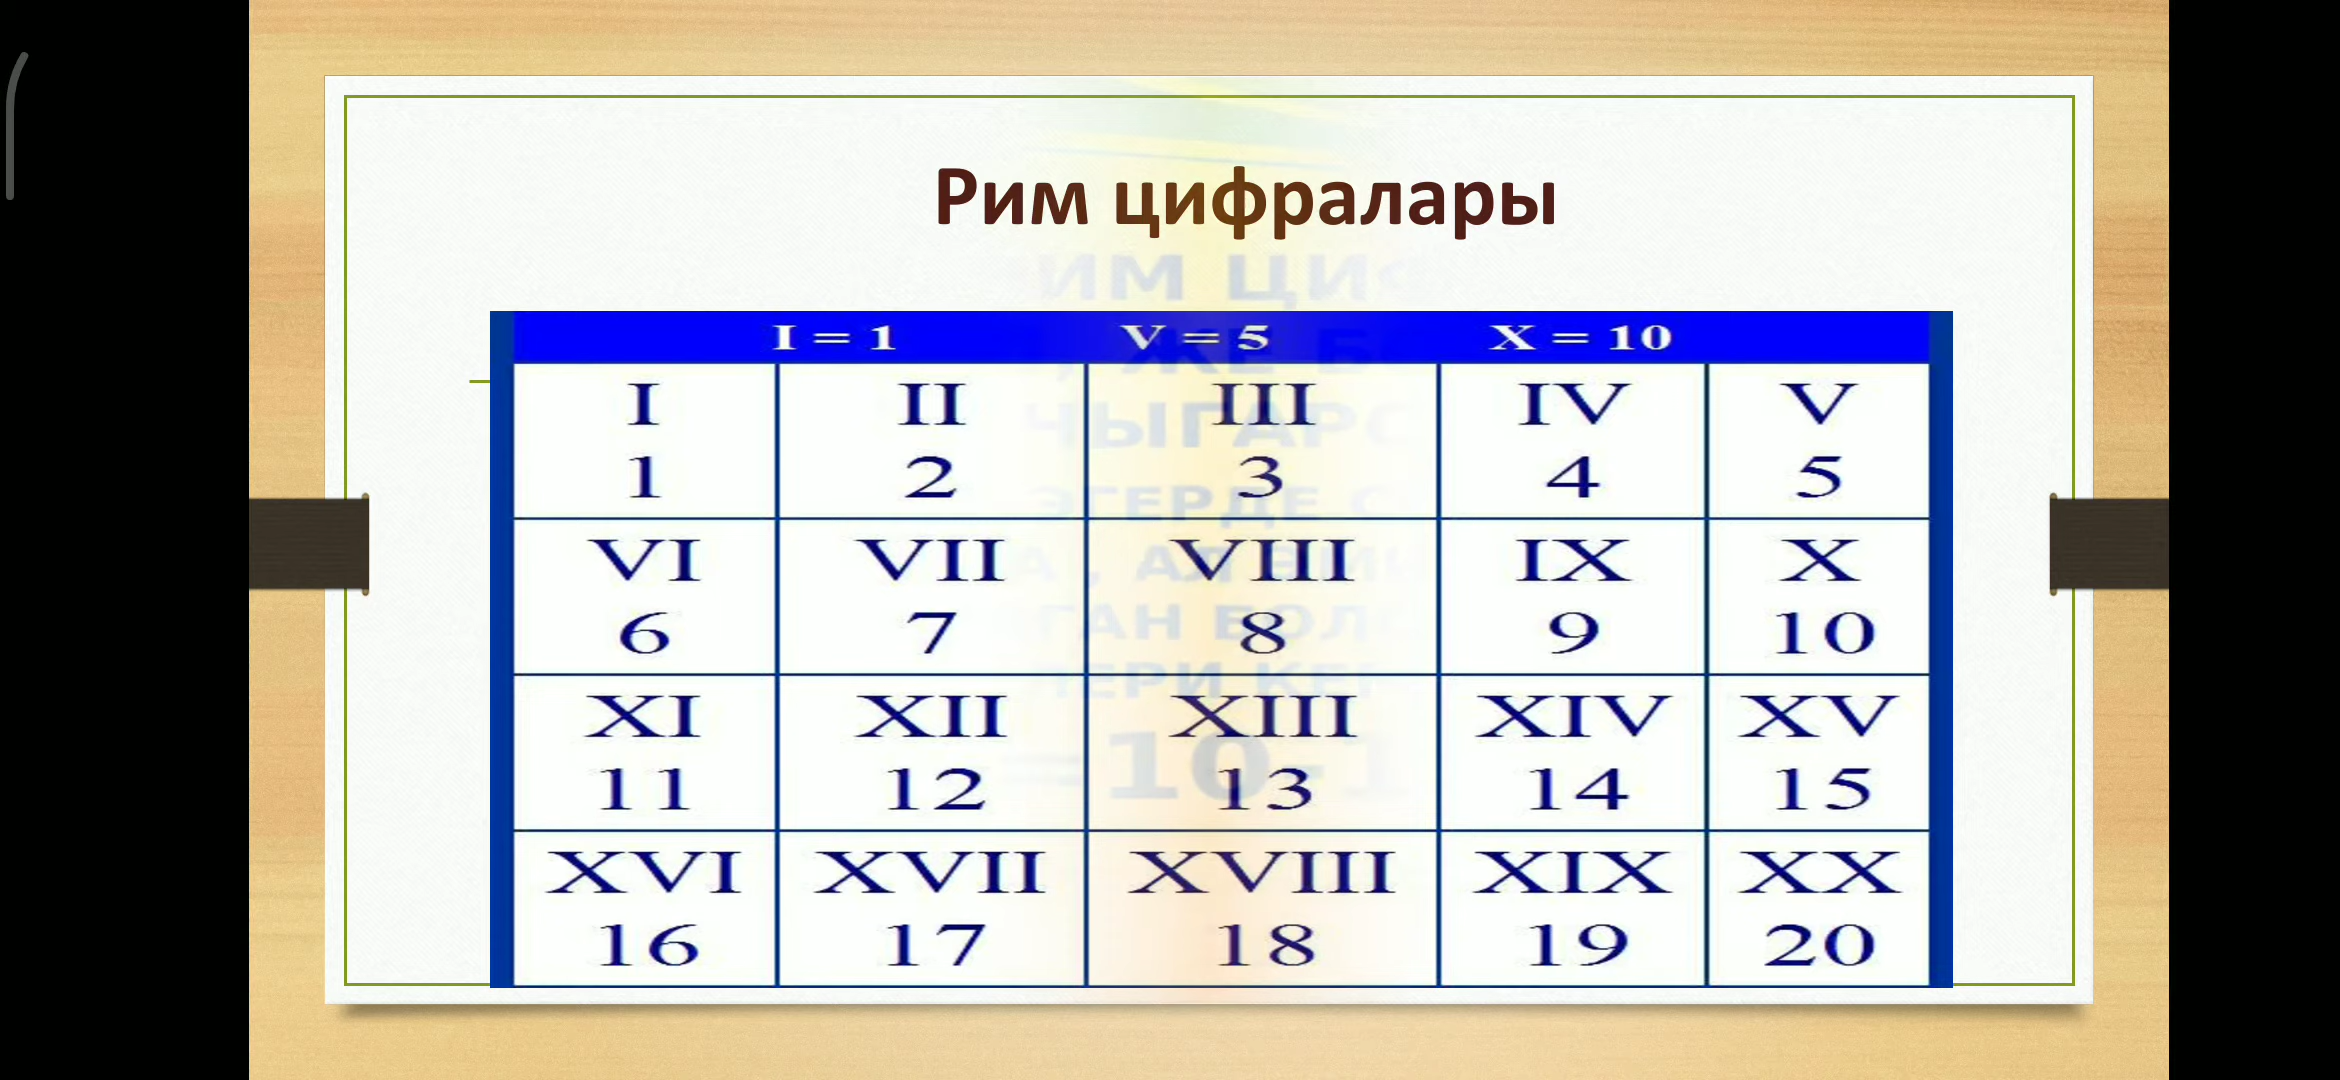 Рим цифралары
I = 1 V = 5 X = 10
I II III IV V
1 2 3 4 5
VI VII VIII IX X
6 7 8 9 10
XI XII XIII XIV XV
11 12 13 14 15
XVI XVII XVIII XIX XX
16 17 18 19 20